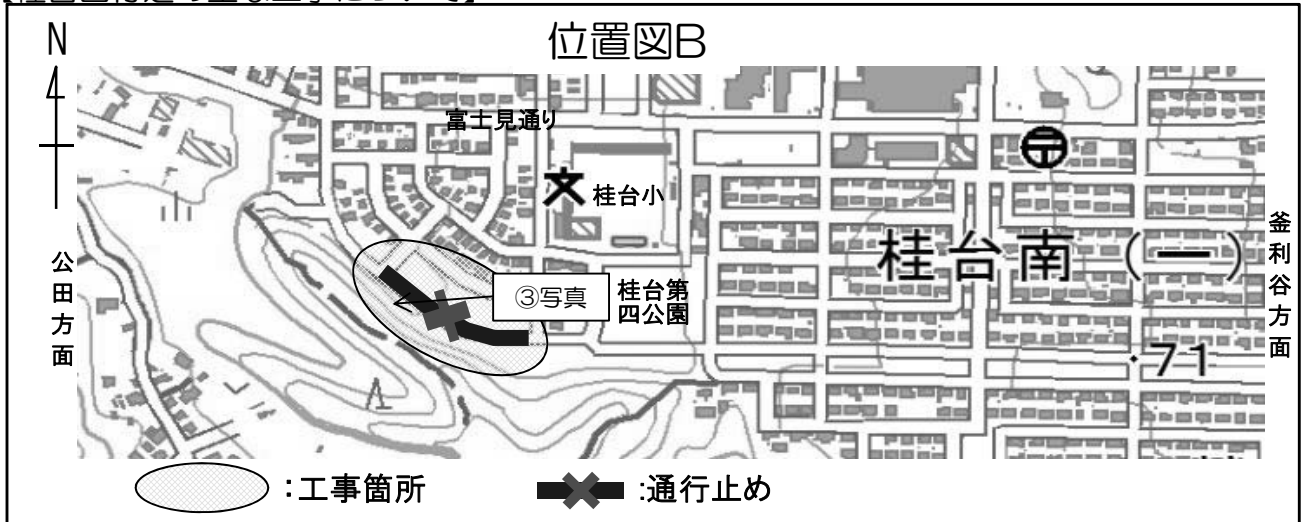 N
位置図B
富士見通り
桂台小
公田方面
③写真
桂台第
四公園
桂台南(一)
釜利谷方面
・71
:工事箇所
:通行止め